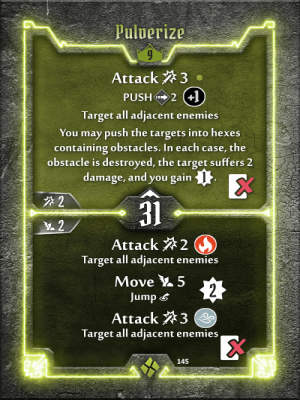 Pulverize
9
Attack 3
PUSH 2 +1
Target all adjacent enemies
You may push the targets into hexes
containing obstacles. In each case, the
obstacle is destroyed, the target suffers 2
damage, and you gain 1.
2
31
2
Attack 2
Target all adjacent enemies
Move 5
2
Jump
Attack 3
Target all adjacent enemies
145